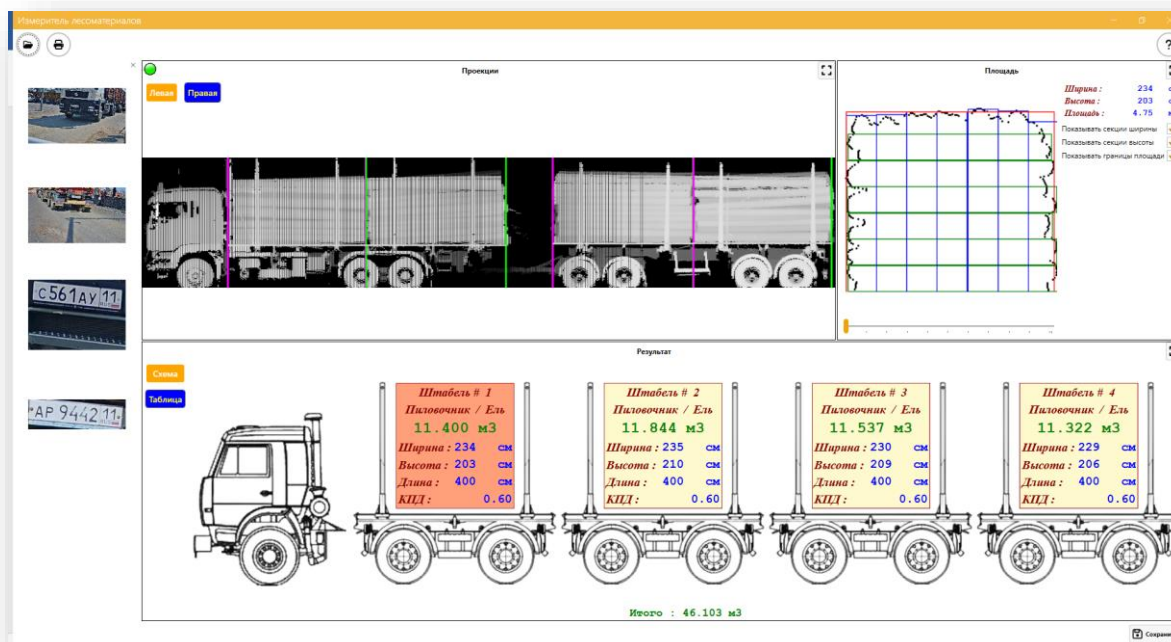 Измеритель лесоматериалов
Проекции
Левая Правая
Площадь
Ширина : 234
Высота : 203
Площадь : 4.75
Показывать секции ширины
Показывать секции высоты
Показывать границы площади
С561АУ 11
АР 9442 11
Результат
Схема
Таблица
Штабель # 1
Пиловочник / Ель
11.400 м3
Ширина : 234 см
Высота : 203 см
Длина : 400 см
КПД : 0.60
Штабель # 2
Пиловочник / Ель
11.844 м3
Ширина : 235 см
Высота : 210 см
Длина : 400 см
КПД : 0.60
Штабель # 3
Пиловочник / Ель
11.537 м3
Ширина : 230 см
Высота : 209 см
Длина : 400 см
КПД : 0.60
Штабель # 4
Пиловочник / Ель
11.322 м3
Ширина : 229 см
Высота : 206 см
Длина : 400 см
КПД : 0.60
Итого : 46.103 м3